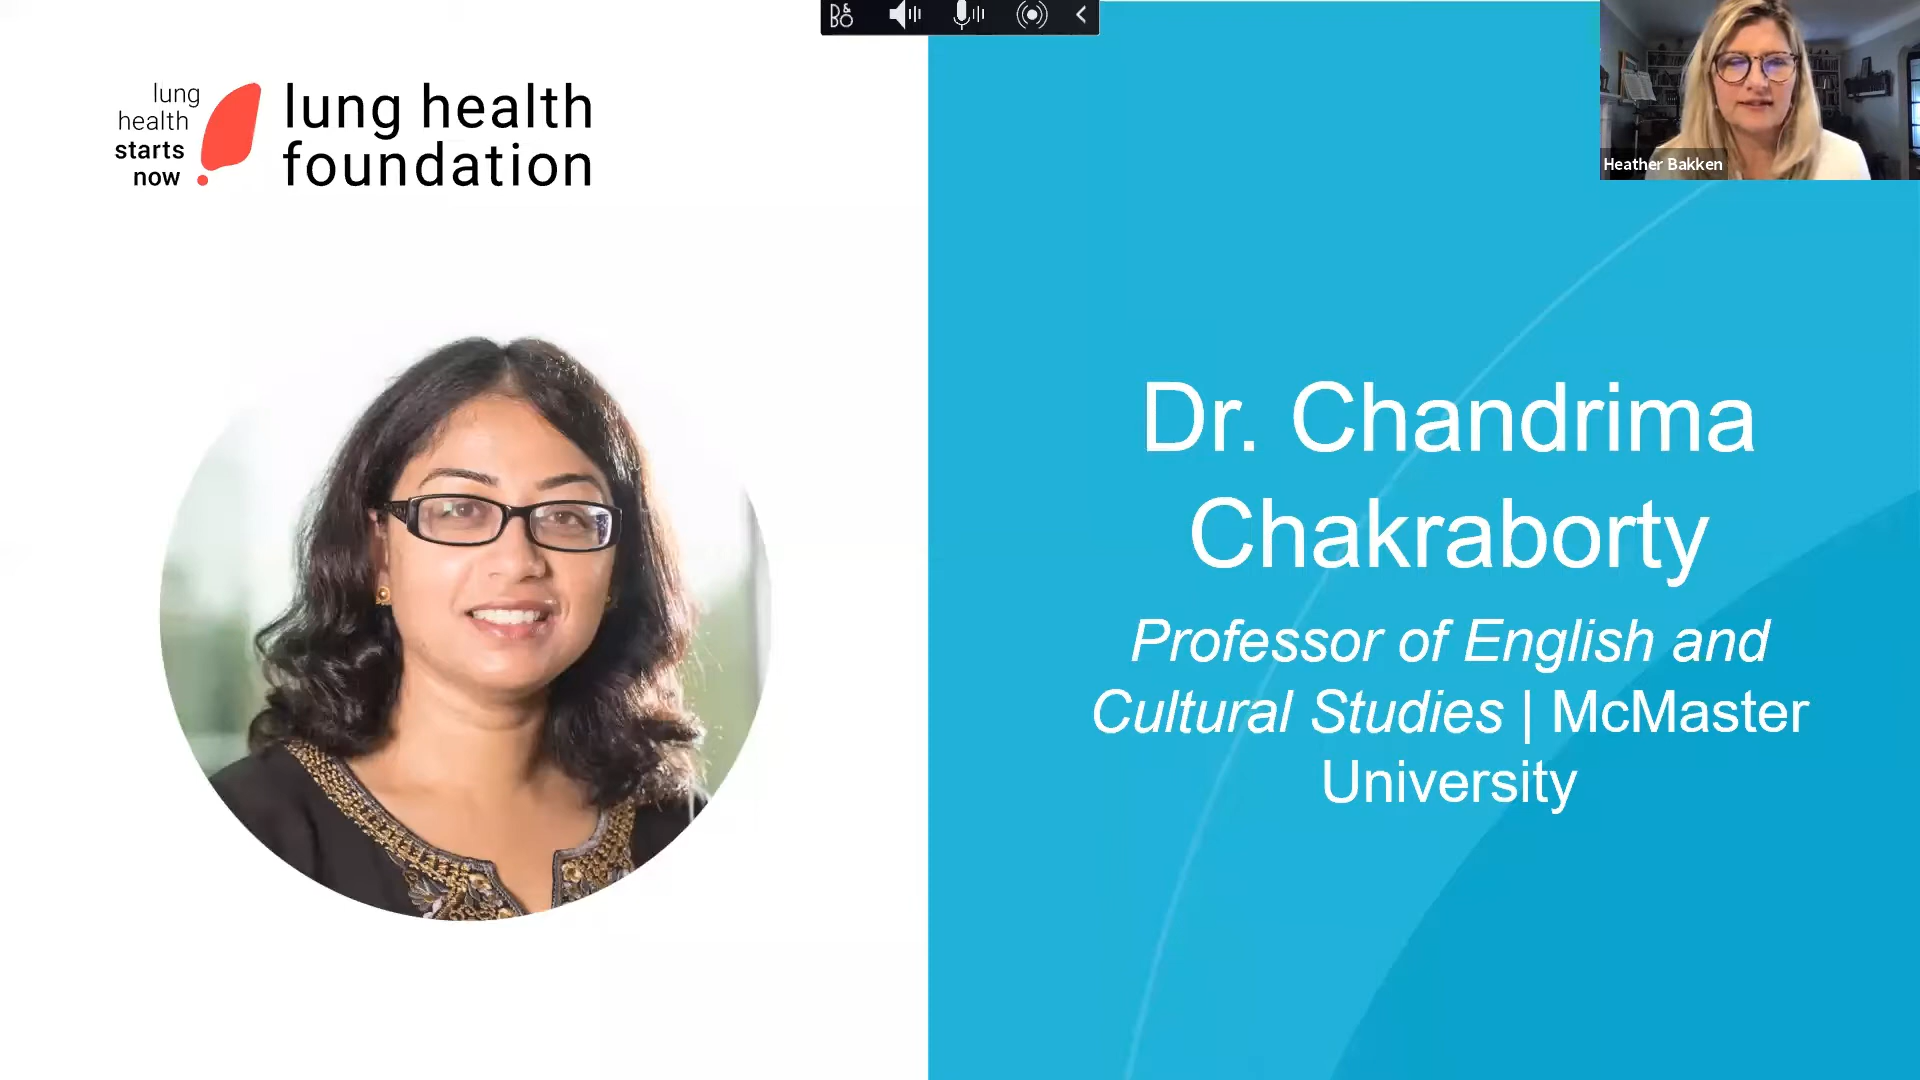 B&O
lung
health
starts
now
lung health
foundation
Heather Bakken
Dr. Chandrima
Chakraborty
Professor of English and
Cultural Studies | McMaster
University